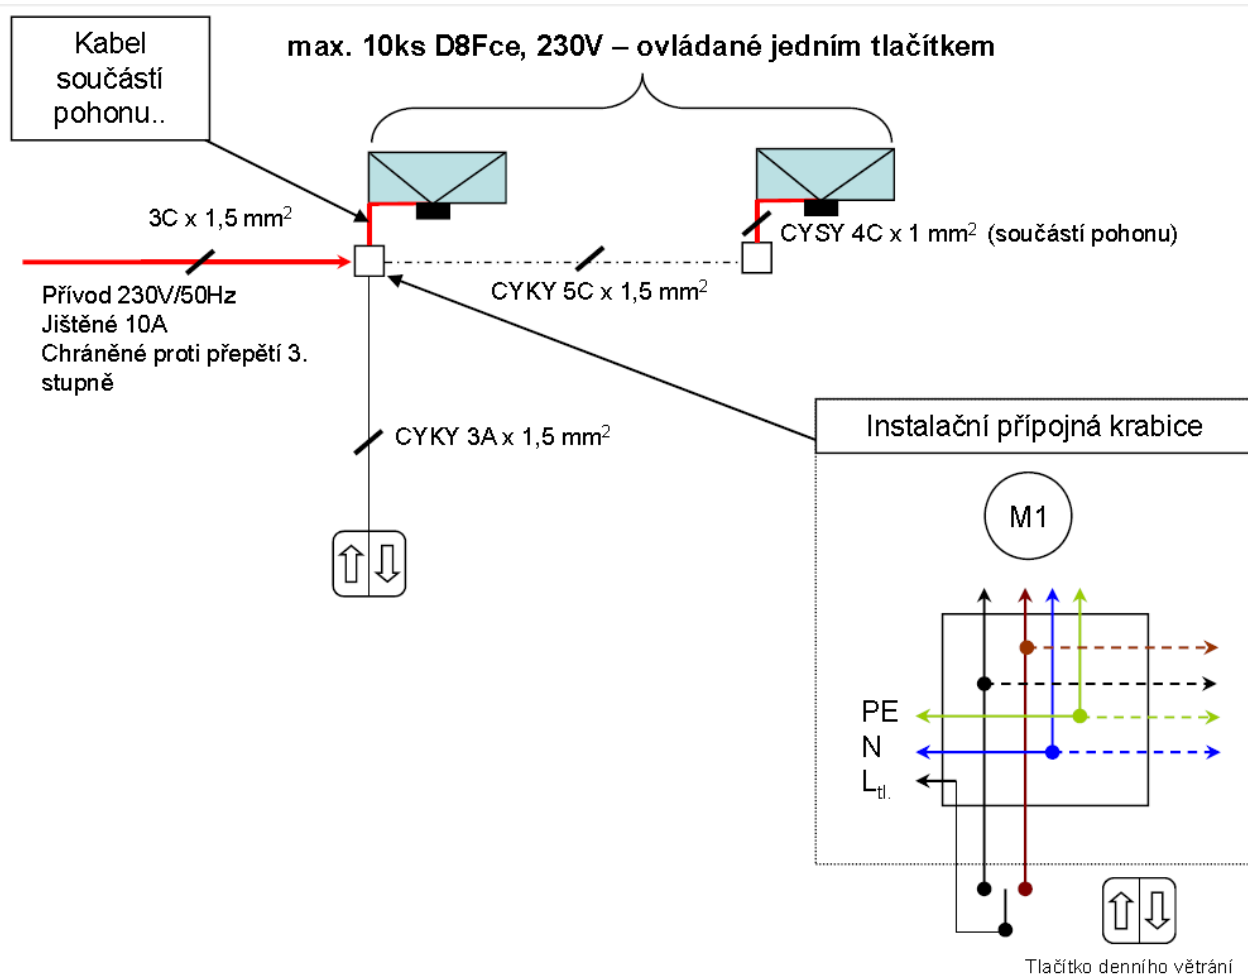 Kabel
součástí
pohonu..
max. 10ks D8Fce, 230V – ovládané jedním tlačítkem
3C x 1,5 mm²
CYSY 4C x 1 mm² (součástí pohonu)
CYKY 5C x 1,5 mm²
Přívod 230V/50Hz
Jištěné 10A
Chráněné proti přepětí 3.
stupně
CYKY 3A x 1,5 mm²
Instalační přípojná krabice
M1
PE
N
Ltl.
Tlačítko denního větrání